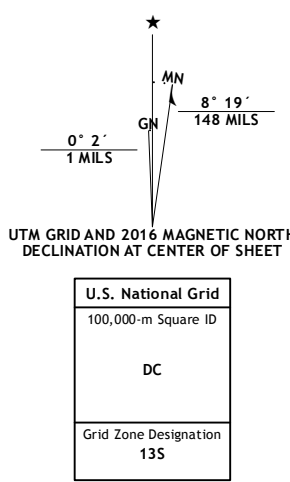 ★
MN
8° 19´
148 MILS
GN
0° 2´
1 MILS
UTM GRID AND 2016 MAGNETIC NORTH
DECLINATION AT CENTER OF SHEET
U.S. National Grid
100,000-m Square ID
DC
Grid Zone Designation
13S